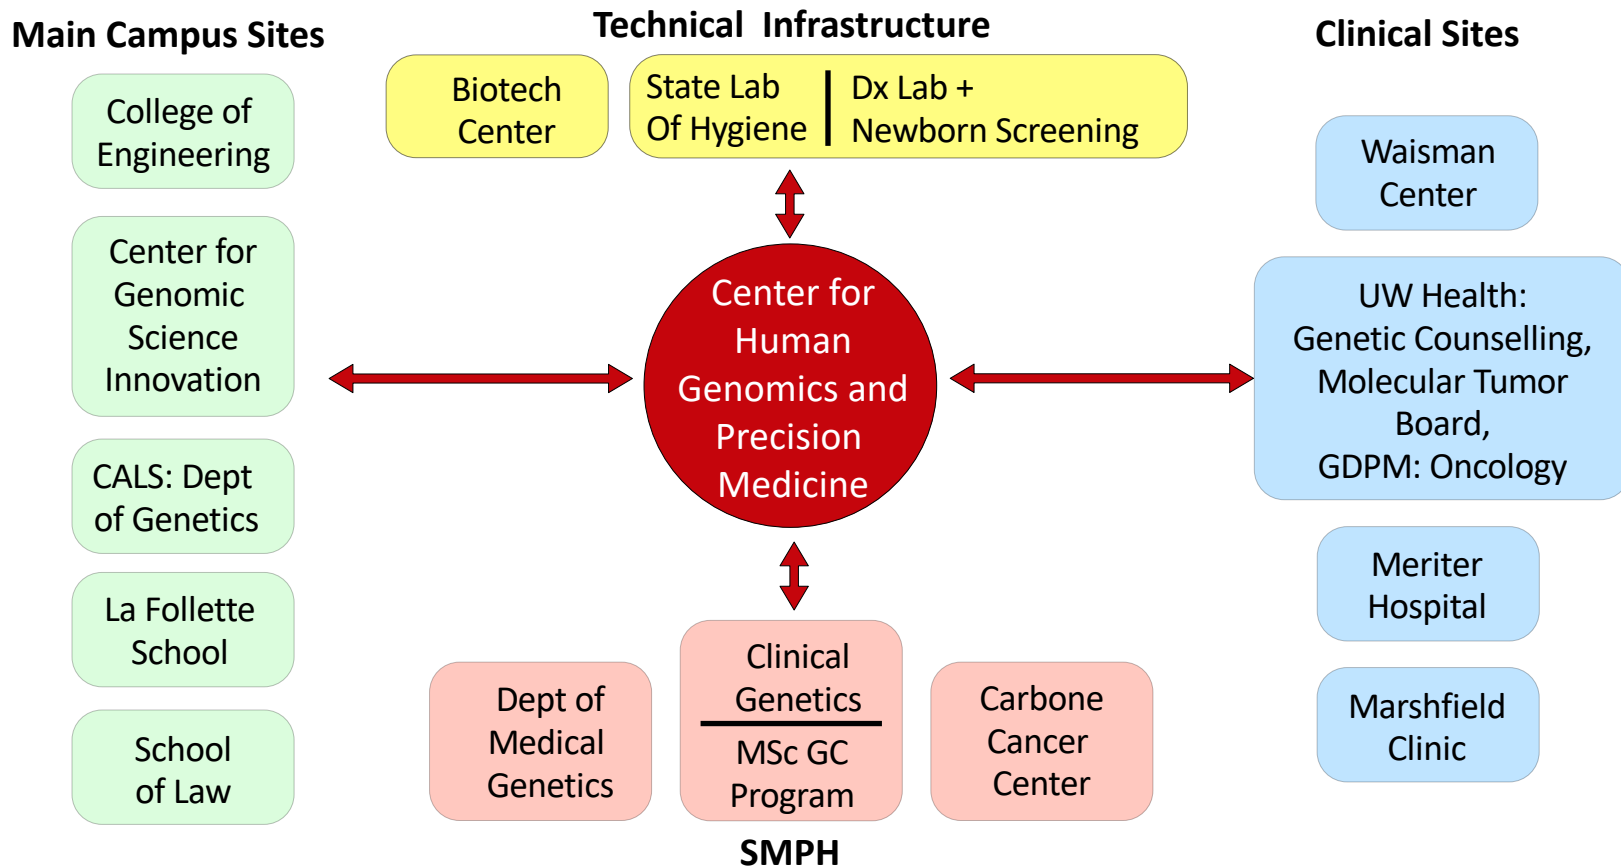 Main Campus Sites
College of
Engineering
Center for
Genomic
Science
Innovation
CALS: Dept
of Genetics
La Follette
School
School
of Law
Technical Infrastructure
Biotech
Center
State Lab
Of Hygiene
Dx Lab +
Newborn Screening
Center for
Human
Genomics and
Precision
Medicine
Dept of
Medical
Genetics
Clinical
Genetics
MSc GC
Program
Carbone
Cancer
Center
SMPH
Clinical Sites
Waisman
Center
UW Health:
Genetic Counselling,
Molecular Tumor
Board,
GDPM: Oncology
Meriter
Hospital
Marshfield
Clinic